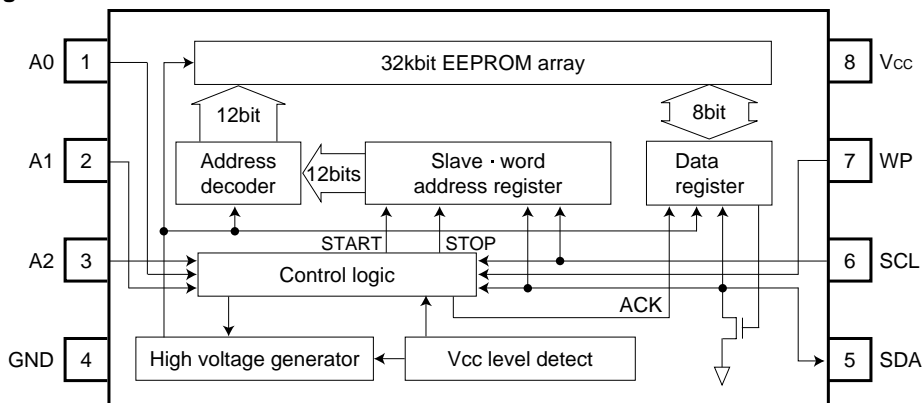 A0 1
32kbit EEPROM array
8 Vcc
12bit
8bit
A1 2
Address
decoder
12bits
Slave・word
address register
Data
register
7 WP
START
STOP
A2 3
Control logic
6 SCL
ACK
GND 4
High voltage generator
Vcc level detect
5 SDA